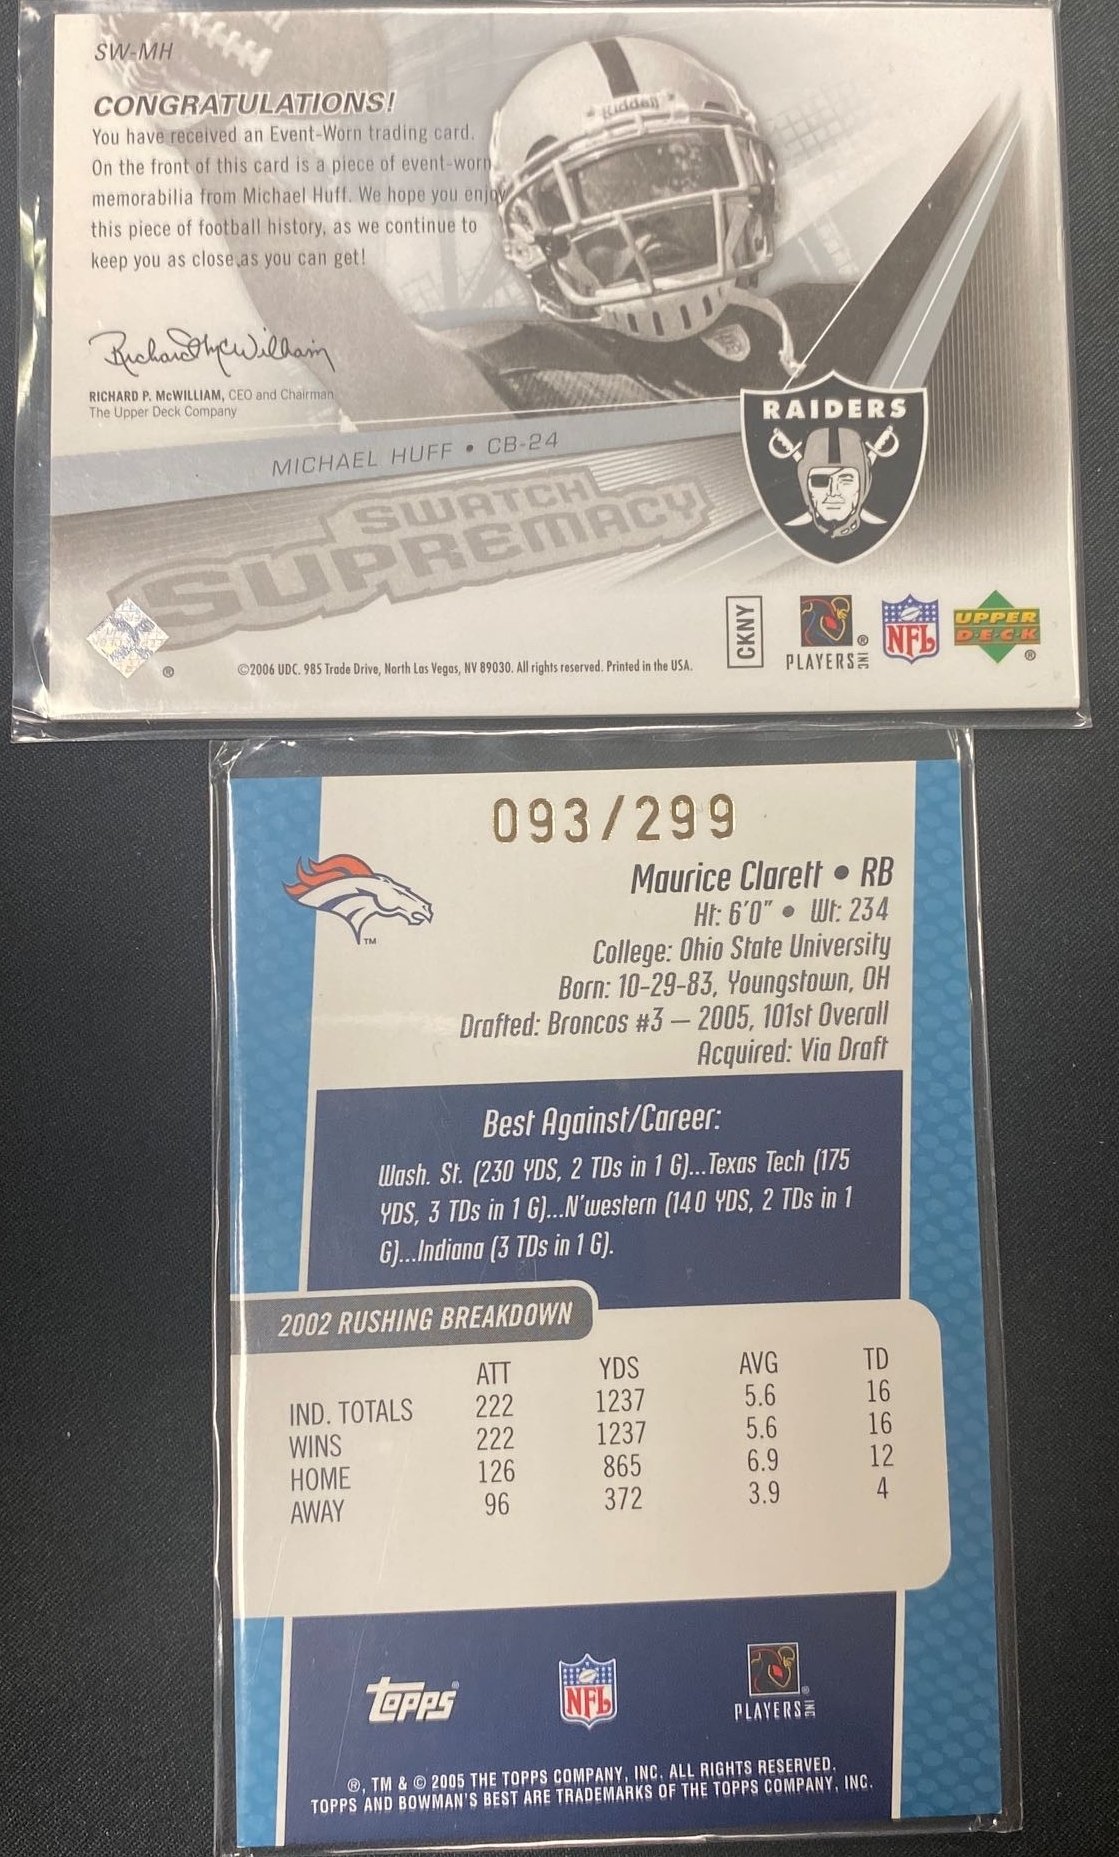 SW-MH
CONGRATULATIONS!
You have received an Event-Worn trading card.
On the front of this card is a piece of event-worn
memorabilia from Michael Huff. We hope you enjoy
this piece of football history, as we continue to
keep you as close as you can get!
Riddell
Richard McWilliam
RICHARD P. McWILLIAM, CEO and Chairman
The Upper Deck Company
MICHAEL HUFF • CB-24
SWATCH
SUPREMACY
RAIDERS
CKNY
PLAYERS INC ®
NFL
UPPER
DECK ®
®
©2006 UDC. 985 Trade Drive, North Las Vegas, NV 89030. All rights reserved. Printed in the USA.
093/299
TM
Maurice Clarett • RB
Ht: 6'0" • Wt: 234
College: Ohio State University
Born: 10-29-83, Youngstown, OH
Drafted: Broncos #3 – 2005, 101st Overall
Acquired: Via Draft
Best Against/Career:
Wash. St. (230 YDS, 2 TDs in 1 G)...Texas Tech (175
YDS, 3 TDs in 1 G)...N'western (140 YDS, 2 TDs in 1
G)...Indiana (3 TDs in 1 G).
2002 RUSHING BREAKDOWN
ATT YDS AVG TD
IND. TOTALS 222 1237 5.6 16
WINS 222 1237 5.6 16
HOME 126 865 6.9 12
AWAY 96 372 3.9 4
Topps®
NFL
PLAYERS INC ®
®, TM & © 2005 THE TOPPS COMPANY, INC. ALL RIGHTS RESERVED.
TOPPS AND BOWMAN'S BEST ARE TRADEMARKS OF THE TOPPS COMPANY, INC.